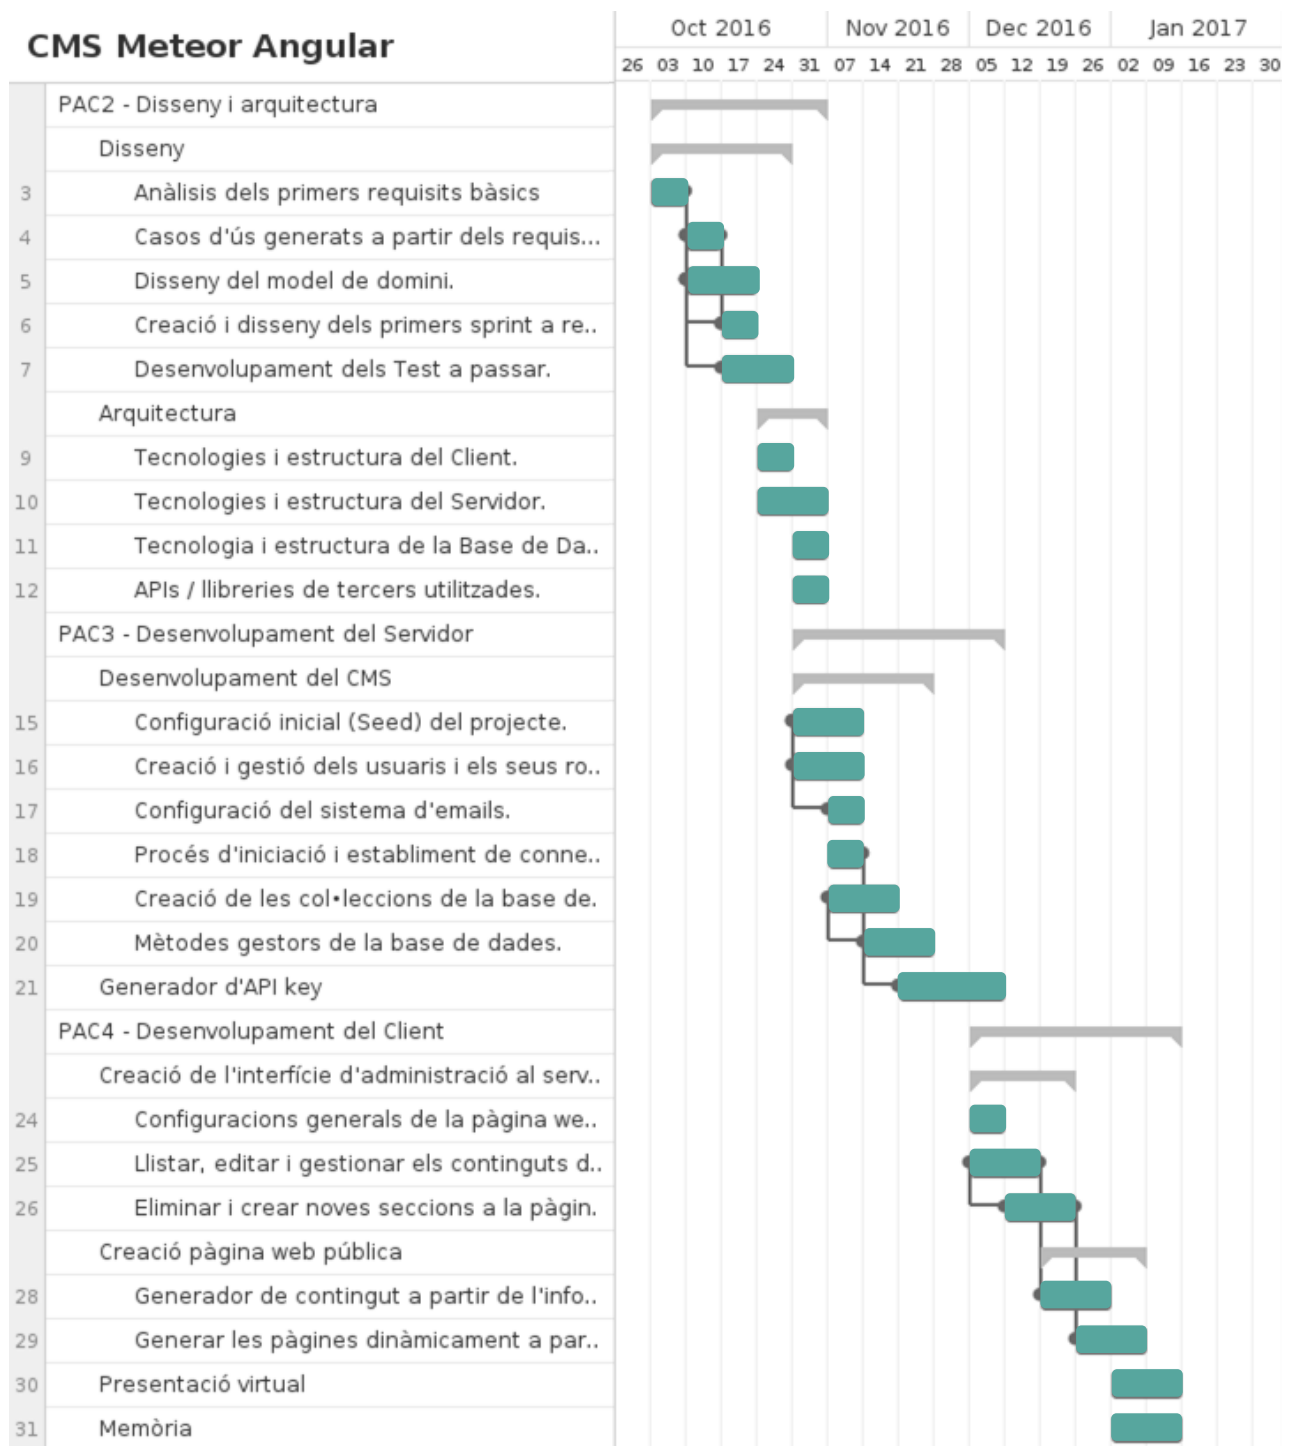 CMS Meteor Angular
Oct 2016 Nov 2016 Dec 2016 Jan 2017
26 03 10 17 24 31 07 14 21 28 05 12 19 26 02 09 16 23 30
PAC2 - Disseny i arquitectura
Disseny
3 Anàlisis dels primers requisits bàsics
4 Casos d'ús generats a partir dels requis...
5 Disseny del model de domini.
6 Creació i disseny dels primers sprint a re..
7 Desenvolupament dels Test a passar.
Arquitectura
9 Tecnologies i estructura del Client.
10 Tecnologies i estructura del Servidor.
11 Tecnologia i estructura de la Base de Da..
12 APIs / llibreries de tercers utilitzades.
PAC3 - Desenvolupament del Servidor
Desenvolupament del CMS
15 Configuració inicial (Seed) del projecte.
16 Creació i gestió dels usuaris i els seus ro..
17 Configuració del sistema d'emails.
18 Procés d'iniciació i establiment de conne..
19 Creació de les col•leccions de la base de.
20 Mètodes gestors de la base de dades.
21 Generador d'API key
PAC4 - Desenvolupament del Client
Creació de l'interfície d'administració al serv..
24 Configuracions generals de la pàgina we..
25 Llistar, editar i gestionar els continguts d..
26 Eliminar i crear noves seccions a la pàgin.
Creació pàgina web pública
28 Generador de contingut a partir de l'info..
29 Generar les pàgines dinàmicament a par..
30 Presentació virtual
31 Memòria